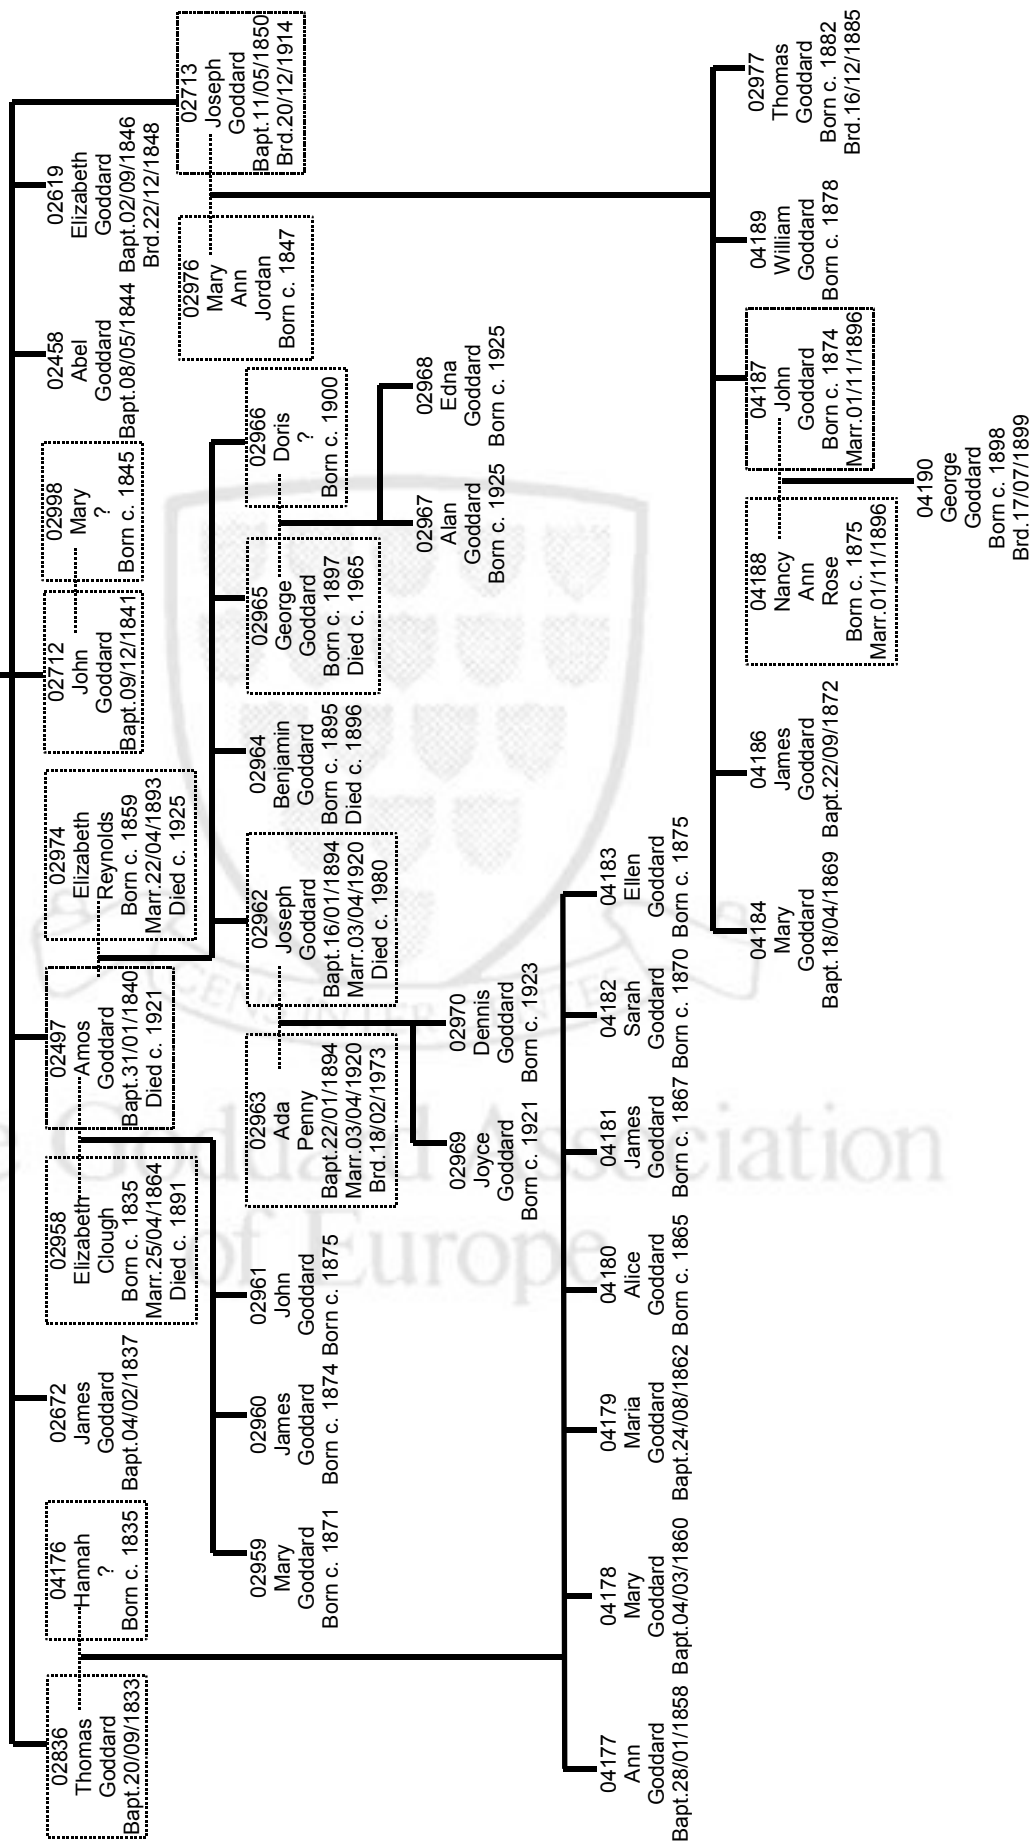 02836
Thomas
Goddard
Bapt.20/09/1833
04176
Hannah
?
Born c. 1835
02672
James
Goddard
Bapt.04/02/1837
02958
Elizabeth
Clough
Born c. 1835
Marr.25/04/1864
Died c. 1891
02497
Amos
Goddard
Bapt.31/01/1840
Died c. 1921
02974
Elizabeth
Reynolds
Born c. 1859
Marr.22/04/1893
Died c. 1925
02712
John
Goddard
Bapt.09/12/1841
02998
Mary
?
Born c. 1845
02458
Abel
Goddard
Bapt.08/05/1844
02619
Elizabeth
Goddard
Bapt.02/09/1846
Brd.22/12/1848
02976
Mary
Ann
Jordan
Born c. 1847
02713
Joseph
Goddard
Bapt.11/05/1850
Brd.20/12/1914
02959
Mary
Goddard
Born c. 1871
02960
James
Goddard
Born c. 1874
02961
John
Goddard
Born c. 1875
02963
Ada
Penny
Bapt.22/01/1894
Marr.03/04/1920
Brd.18/02/1973
02962
Joseph
Goddard
Bapt.16/01/1894
Marr.03/04/1920
Died c. 1980
02964
Benjamin
Goddard
Born c. 1895
Died c. 1896
02965
George
Goddard
Born c. 1897
Died c. 1965
02966
Doris
?
Born c. 1900
02969
Joyce
Goddard
Born c. 1921
02970
Dennis
Goddard
Born c. 1923
02967
Alan
Goddard
Born c. 1925
02968
Edna
Goddard
Born c. 1925
04177
Ann
Goddard
Bapt.28/01/1858
04178
Mary
Goddard
Bapt.04/03/1860
04179
Maria
Goddard
Bapt.24/08/1862
04180
Alice
Goddard
Born c. 1865
04181
James
Goddard
Born c. 1867
04182
Sarah
Goddard
Born c. 1870
04183
Ellen
Goddard
Born c. 1875
04184
Mary
Goddard
Bapt.18/04/1869
04186
James
Goddard
Bapt.22/09/1872
04188
Nancy
Ann
Rose
Born c. 1875
Marr.01/11/1896
04187
John
Goddard
Born c. 1874
Marr.01/11/1896
04189
William
Goddard
Born c. 1878
02977
Thomas
Goddard
Born c. 1882
Brd.16/12/1885
04190
George
Goddard
Born c. 1898
Brd.17/07/1899
Goddard Association
of Europe